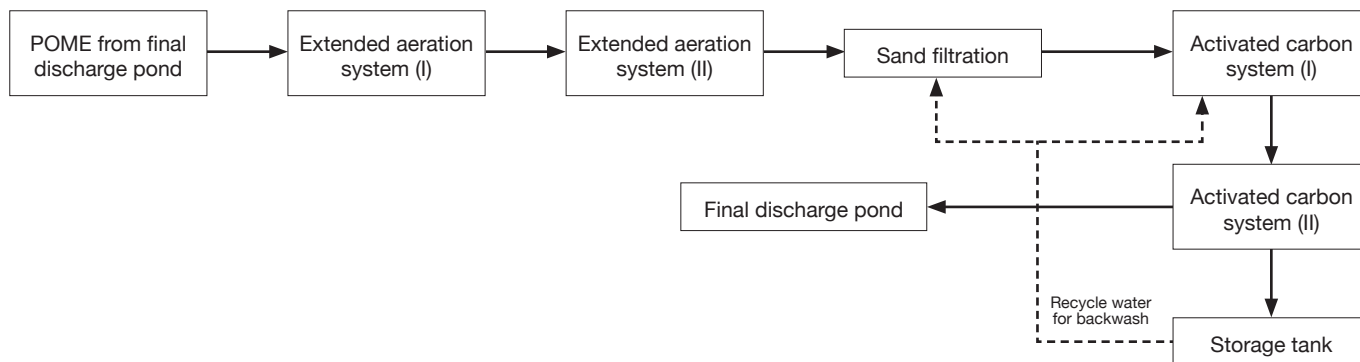 POME from final
discharge pond
Extended aeration
system (I)
Extended aeration
system (II)
Sand filtration
Activated carbon
system (I)
Final discharge pond
Activated carbon
system (II)
Recycle water
for backwash
Storage tank